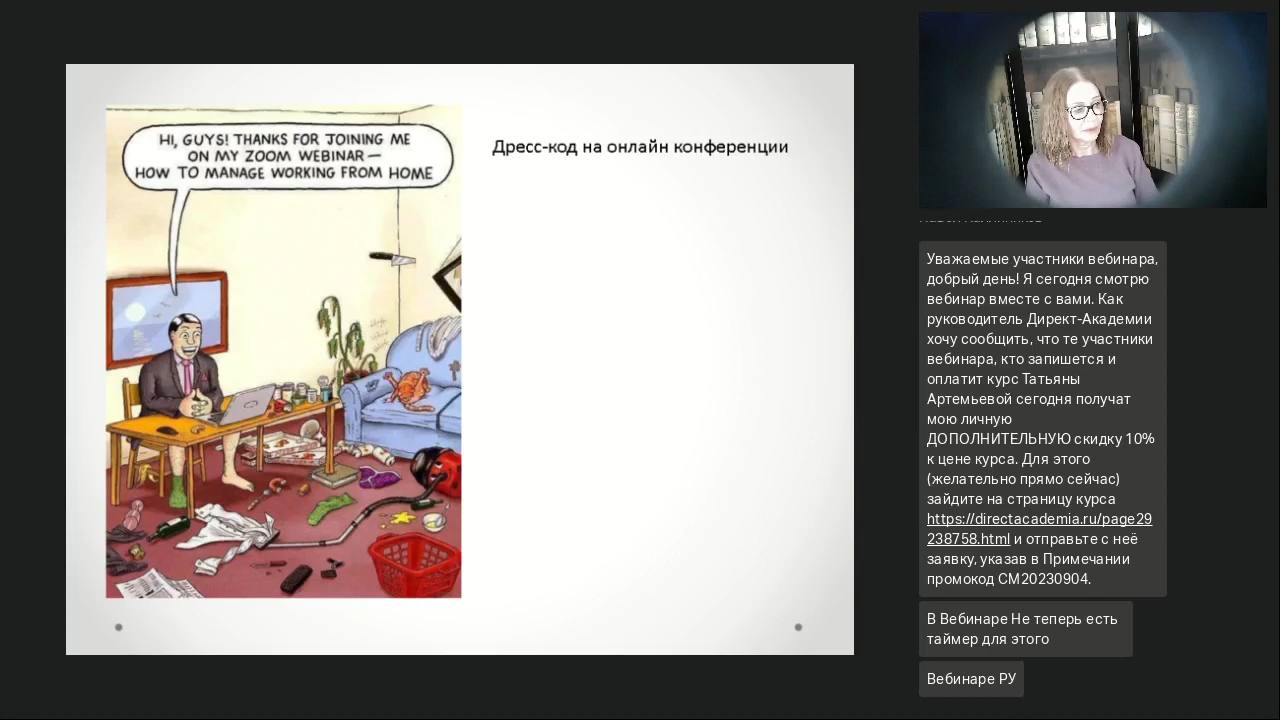 HI, GUYS! THANKS FOR JOINING ME
ON MY ZOOM WEBINAR—
HOW TO MANAGE WORKING FROM HOME
Дресс-код на онлайн конференции
Уважаемые участники вебинара,
добрый день! Я сегодня смотрю
вебинар вместе с вами. Как
руководитель Директ-Академии
хочу сообщить, что те участники
вебинара, кто запишется и
оплатит курс Татьяны
Артемьевой сегодня получат
мою личную
ДОПОЛНИТЕЛЬНУЮ скидку 10%
к цене курса. Для этого
(желательно прямо сейчас)
зайдите на страницу курса
https://directacademia.ru/page29
238758.html и отправьте с неё
заявку, указав в Примечании
промокод СМ20230904.
В Вебинаре Не теперь есть
таймер для этого
Вебинаре РУ